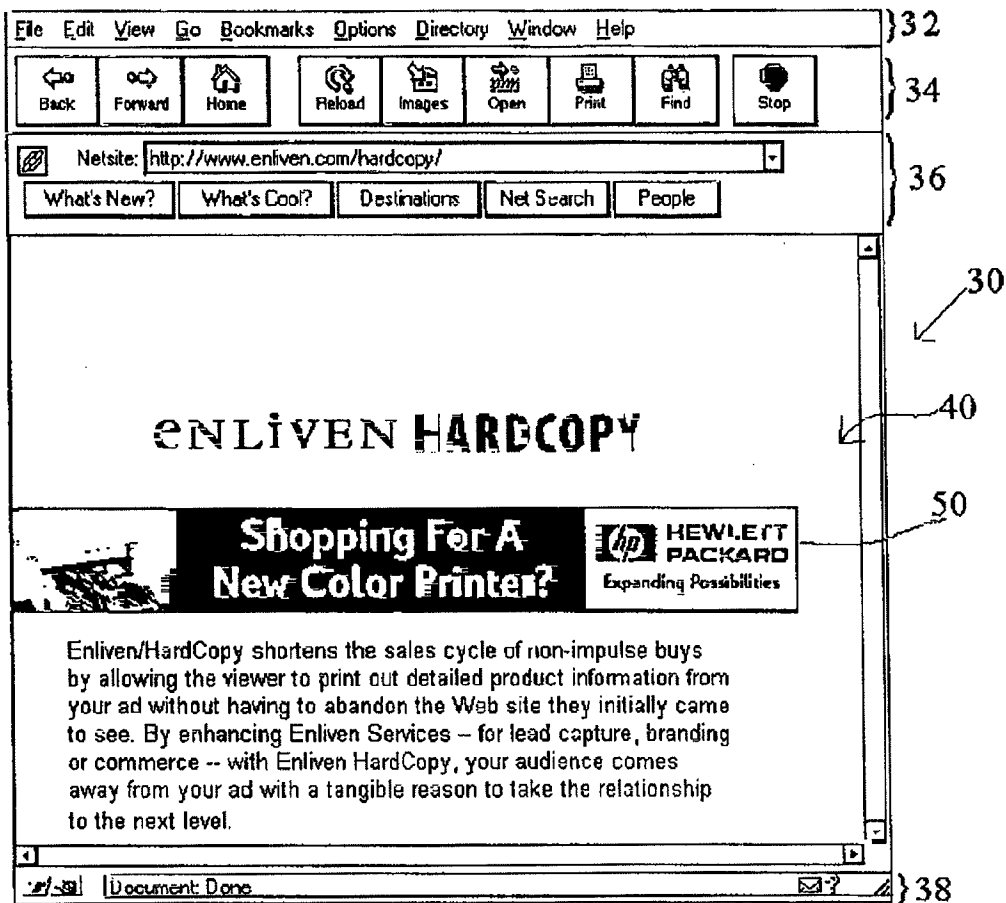 File Edit View Go Bookmarks Options Directory Window Help }32
Back Forward Home Reload Images Open Print Find Stop }34
Netsite: http://www.enliven.com/hardcopy/
What's New? What's Cool? Destinations Net Search People
}36
30
eNLiVEN HARDCOPY
40
Shopping For A
New Color Printer?
hp HEWLETT
PACKARD
Expanding Possibilities
50
Enliven/HardCopy shortens the sales cycle of non-impulse buys
by allowing the viewer to print out detailed product information from
your ad without having to abandon the Web site they initially came
to see. By enhancing Enliven Services – for lead capture, branding
or commerce -- with Enliven HardCopy, your audience comes
away from your ad with a tangible reason to take the relationship
to the next level.
Document: Done ? }38